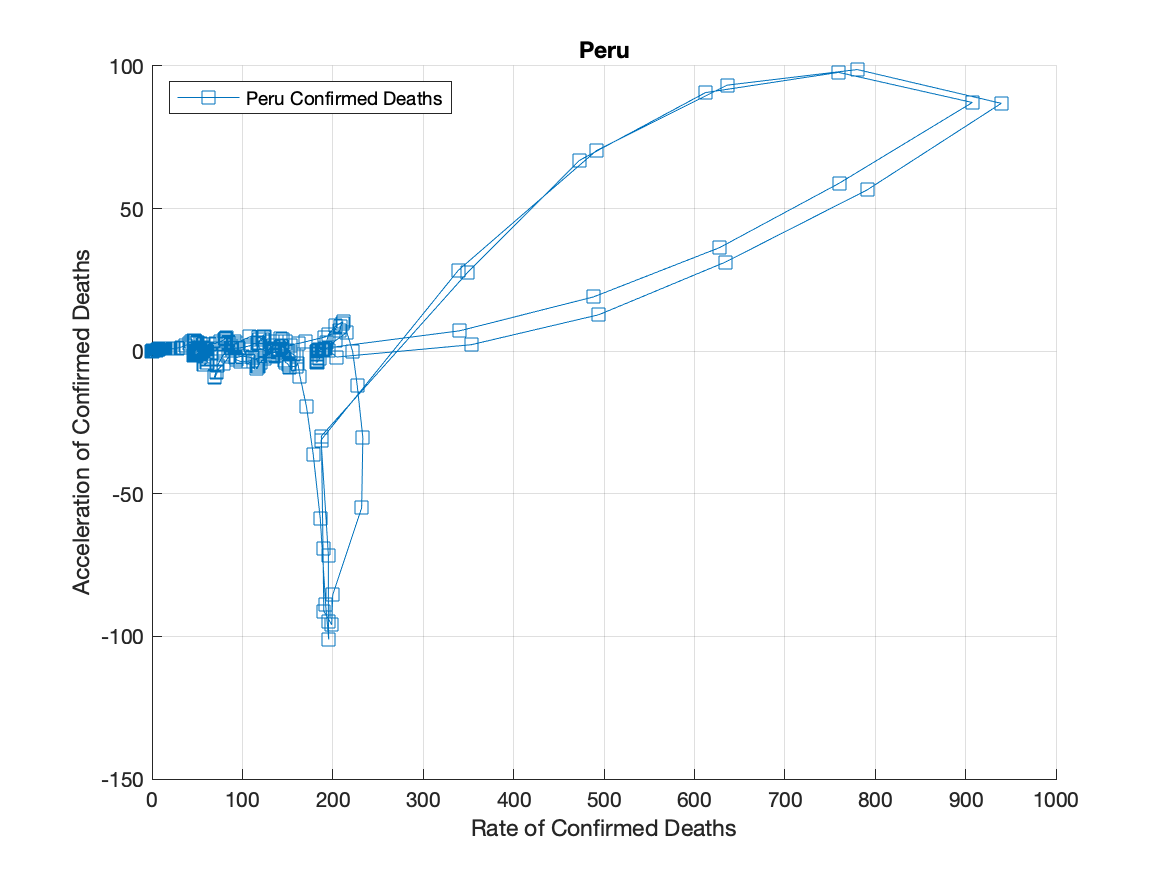 Peru
Peru Confirmed Deaths
100
50
0
-50
-100
-150
Acceleration of Confirmed Deaths
0 100 200 300 400 500 600 700 800 900 1000
Rate of Confirmed Deaths